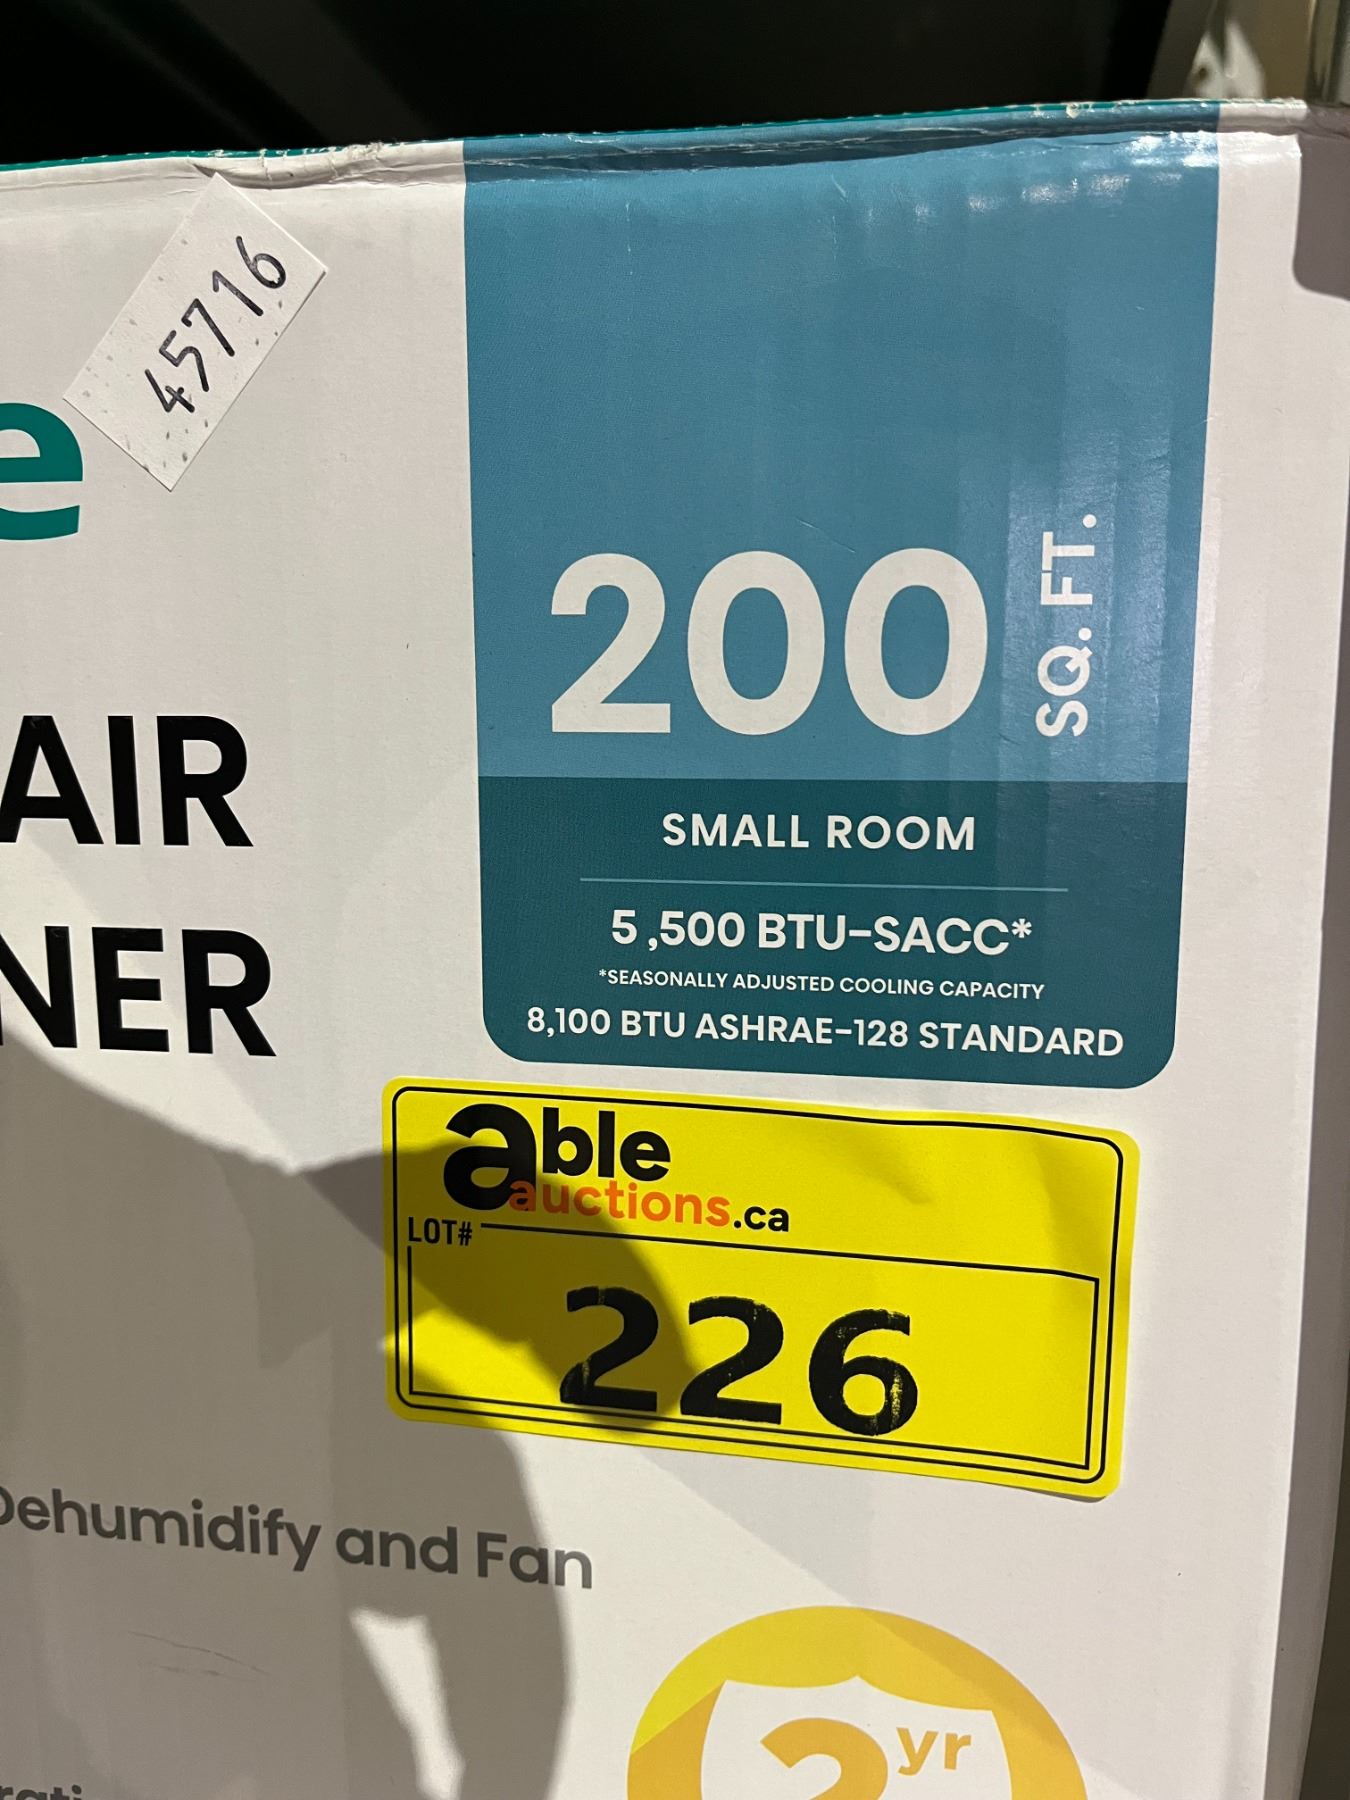 45716
e
200
SQ. FT.
AIR
NER
SMALL ROOM
5,500 BTU-SACC*
*SEASONALLY ADJUSTED COOLING CAPACITY
8,100 BTU ASHRAE-128 STANDARD
able
auctions.ca
LOT#
226
Dehumidify and Fan
2 yr